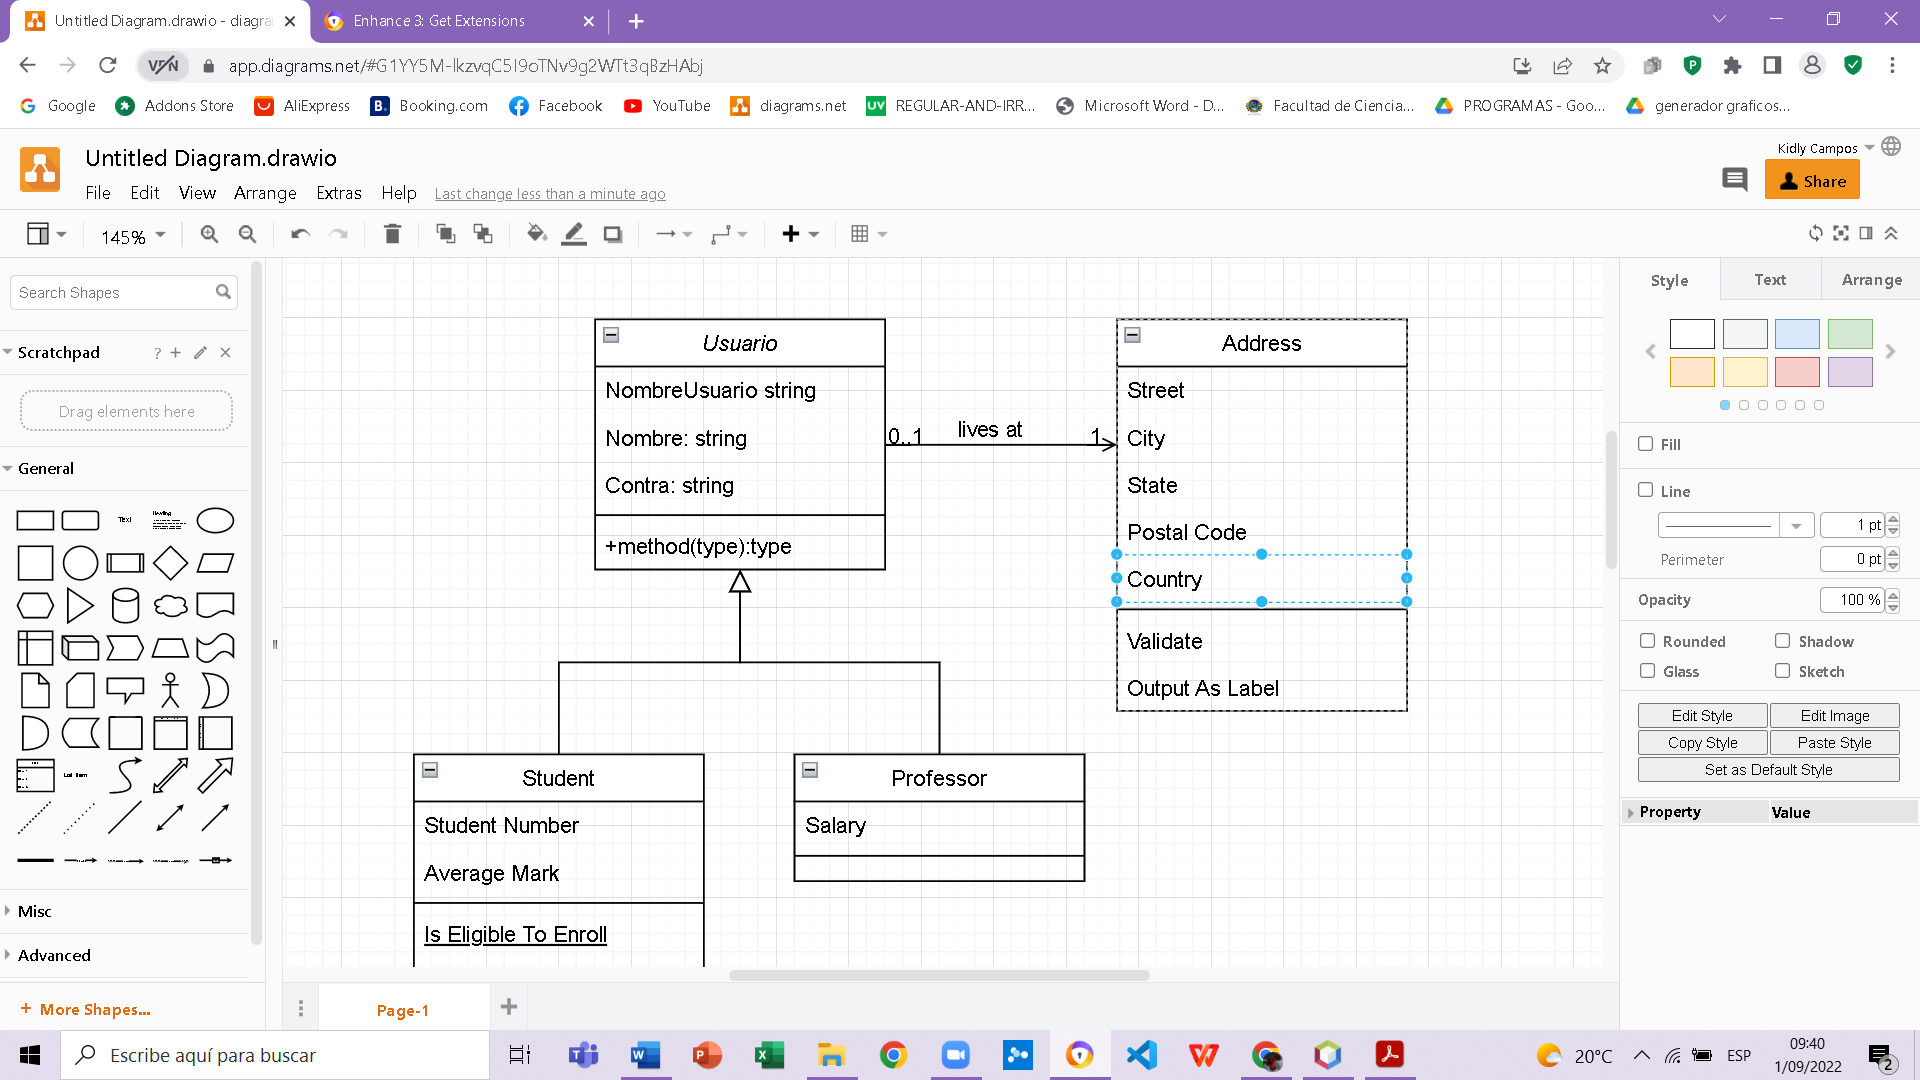 Untitled Diagram.drawio - diagra
Enhance 3: Get Extensions
VPN
app.diagrams.net/#G1YY5M-lkzvqC5I9oTNv9g2WTt3qBzHAbj
Google
Addons Store
AliExpress
Booking.com
Facebook
YouTube
diagrams.net
REGULAR-AND-IRR...
Microsoft Word - D...
Facultad de Ciencia...
PROGRAMAS - Goo...
generador graficos...
Untitled Diagram.drawio
Kidly Campos
File Edit View Arrange Extras Help Last change less than a minute ago
Share
145%
Search Shapes
Scratchpad
Drag elements here
General
Text
Heading
List Item
Misc
Advanced
+ More Shapes...
Usuario
NombreUsuario string
Nombre: string
Contra: string
+method(type):type
0..1 lives at 1
Address
Street
City
State
Postal Code
Country
Validate
Output As Label
Student
Student Number
Average Mark
Is Eligible To Enroll
Professor
Salary
Page-1
Style Text Arrange
Fill
Line
1 pt
Perimeter 0 pt
Opacity 100 %
Rounded Shadow
Glass Sketch
Edit Style Edit Image
Copy Style Paste Style
Set as Default Style
Property Value
Escribe aquí para buscar
20°C
ESP
09:40
1/09/2022
2